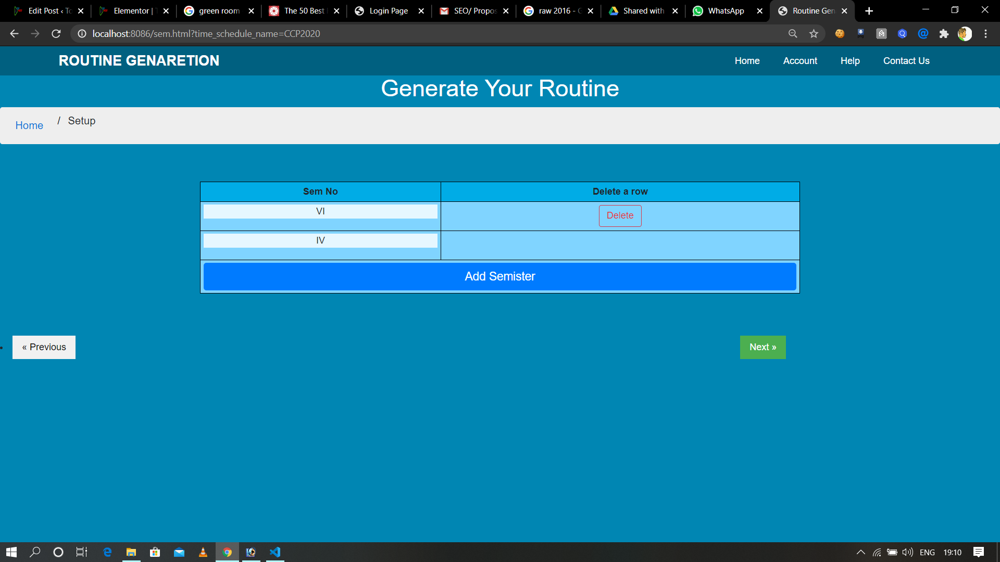 Edit Post ‹ To
Elementor | T
green room
The 50 Best
Login Page
SEO/ Propos
raw 2016 - G
Shared with
WhatsApp
Routine Gen
localhost:8086/sem.html?time_schedule_name=CCP2020
ROUTINE GENARETION
Home Account Help Contact Us
Generate Your Routine
Home / Setup
Sem No Delete a row
VI Delete
IV
Add Semister
« Previous Next »
ENG 19:10